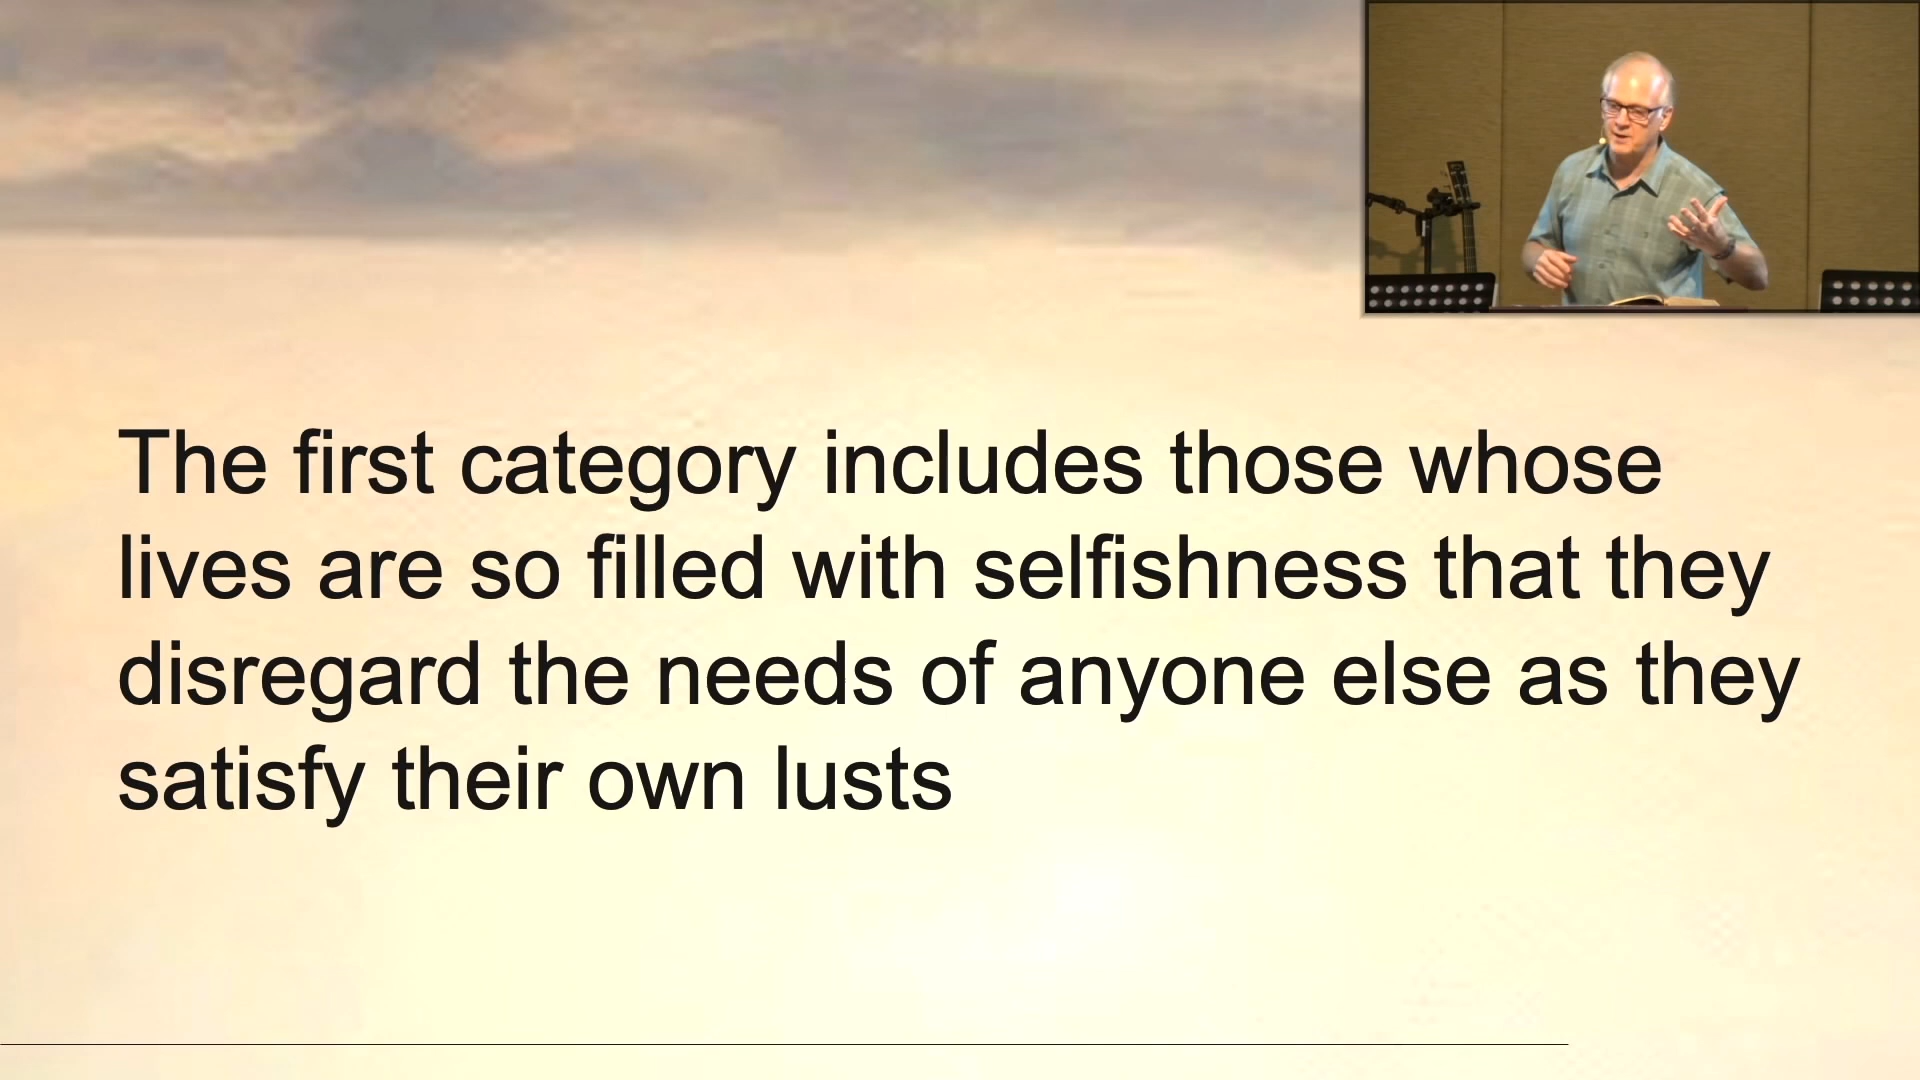 The first category includes those whose
lives are so filled with selfishness that they
disregard the needs of anyone else as they
satisfy their own lusts